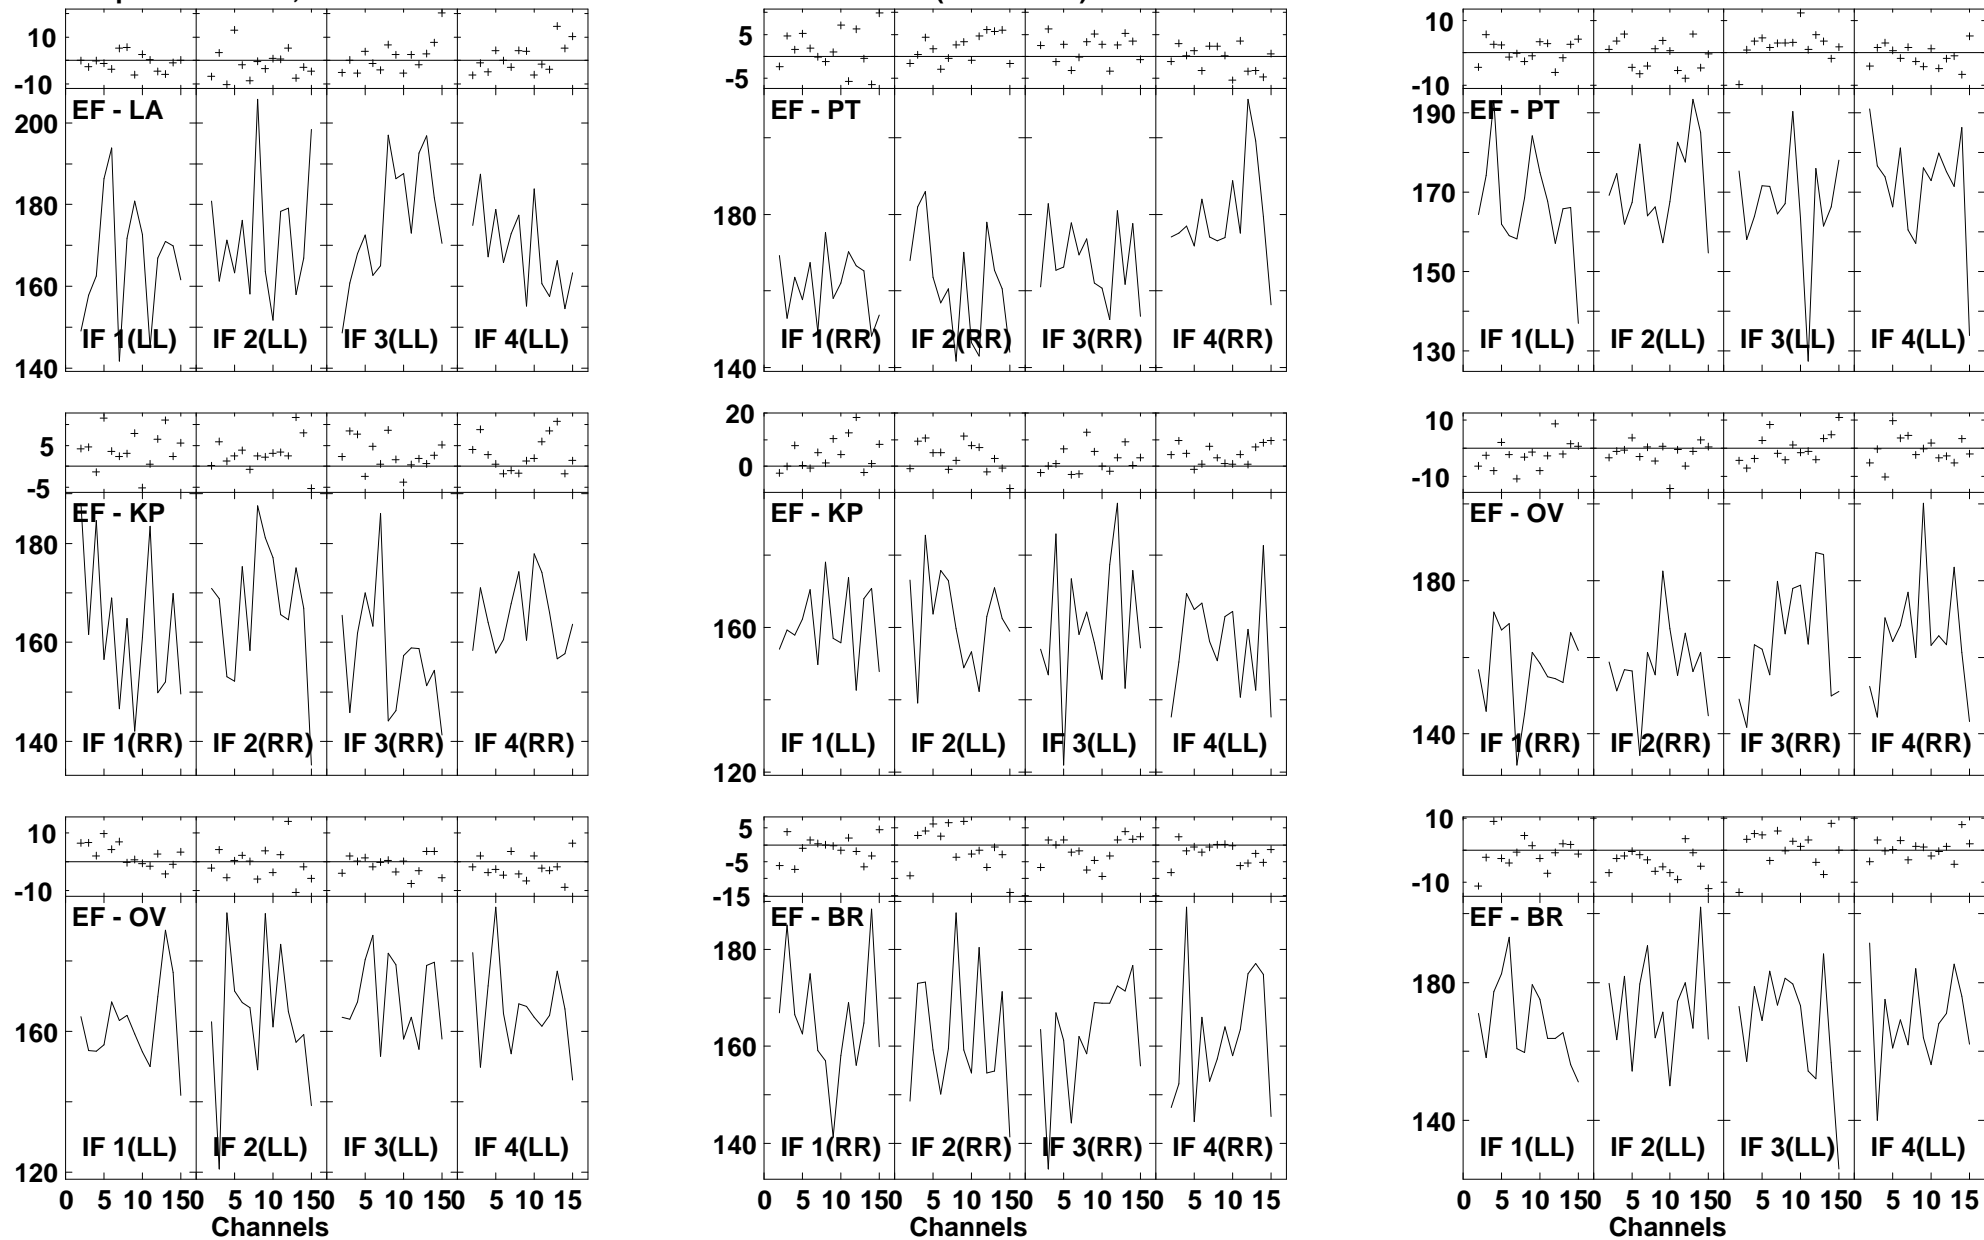 10
-10
200
180
160
140
EF - LA
IF 1(LL) IF 2(LL) IF 3(LL) IF 4(LL)
5
-5
180
140
EF - PT
IF 1(RR) IF 2(RR) IF 3(RR) IF 4(RR)
10
-10
190
170
150
130
EF - PT
IF 1(LL) IF 2(LL) IF 3(LL) IF 4(LL)
5
-5
180
160
140
EF - KP
IF 1(RR) IF 2(RR) IF 3(RR) IF 4(RR)
20
0
160
120
EF - KP
IF 1(LL) IF 2(LL) IF 3(LL) IF 4(LL)
10
-10
180
140
EF - OV
IF 1(RR) IF 2(RR) IF 3(RR) IF 4(RR)
10
-10
160
120
EF - OV
IF 1(LL) IF 2(LL) IF 3(LL) IF 4(LL)
0 5 10 150 5 10 150 5 10 150 5 10 15
Channels
5
-5
-15
180
160
140
EF - BR
IF 1(RR) IF 2(RR) IF 3(RR) IF 4(RR)
0 5 10 150 5 10 150 5 10 150 5 10 15
Channels
10
-10
180
140
EF - BR
IF 1(LL) IF 2(LL) IF 3(LL) IF 4(LL)
0 5 10 150 5 10 150 5 10 150 5 10 15
Channels